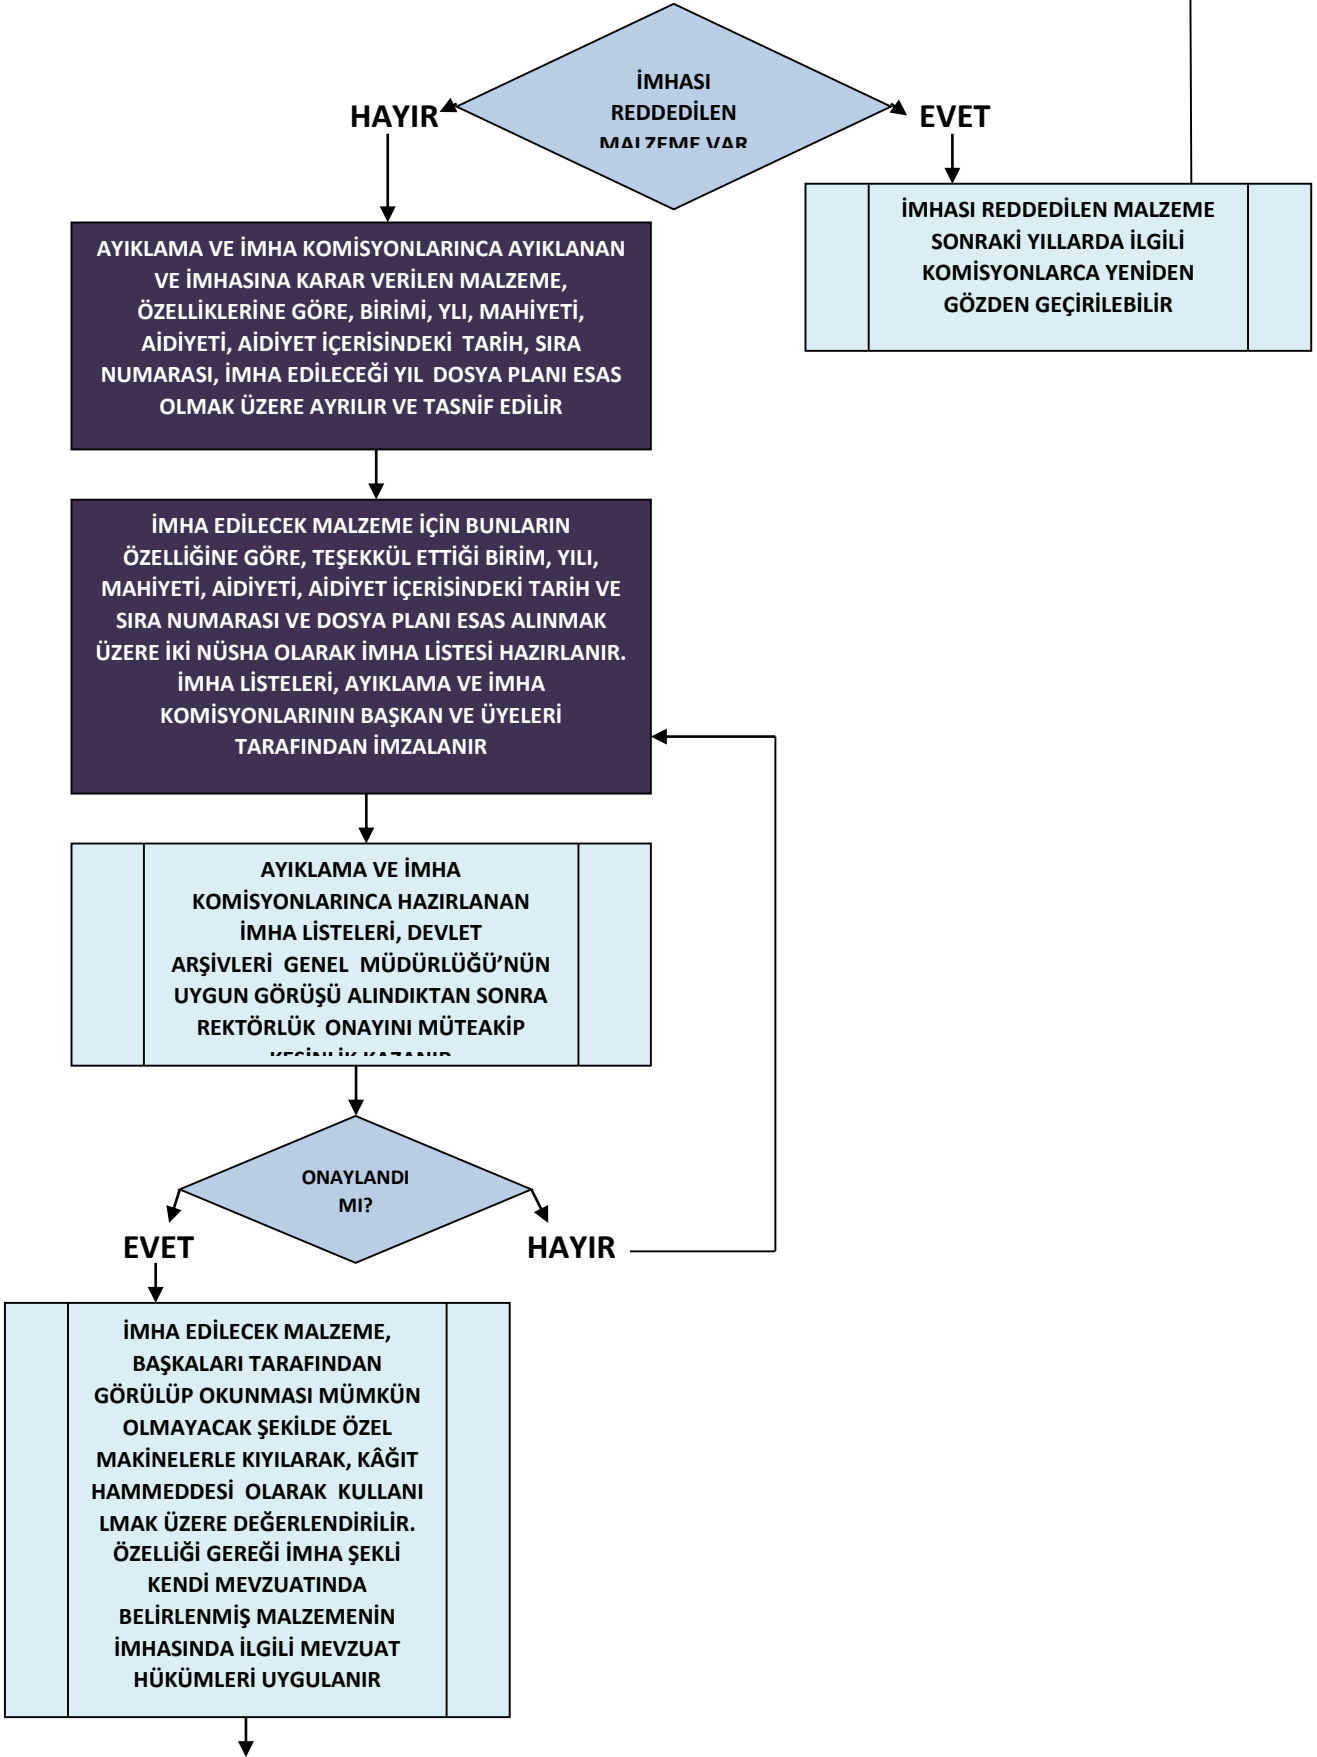 İMHASI
REDDEDİLEN
MALZEME VAR
HAYIR
EVET
İMHASI REDDEDİLEN MALZEME
SONRAKİ YILLARDA İLGİLİ
KOMİSYONLARCA YENİDEN
GÖZDEN GEÇİRİLEBİLİR
AYIKLAMA VE İMHA KOMİSYONLARINCA AYIKLANAN
VE İMHASINA KARAR VERİLEN MALZEME,
ÖZELLİKLERİNE GÖRE, BİRİMİ, YLI, MAHİYETİ,
AİDİYETİ, AİDİYET İÇERİSİNDEKİ TARİH, SIRA
NUMARASI, İMHA EDİLECEĞİ YIL DOSYA PLANI ESAS
OLMAK ÜZERE AYRILIR VE TASNİF EDİLİR
İMHA EDİLECEK MALZEME İÇİN BUNLARIN
ÖZELLİĞİNE GÖRE, TEŞEKKÜL ETTİĞİ BİRİM, YILI,
MAHİYETİ, AİDİYETİ, AİDİYET İÇERİSİNDEKİ TARİH VE
SIRA NUMARASI VE DOSYA PLANI ESAS ALINMAK
ÜZERE İKİ NÜSHA OLARAK İMHA LİSTESİ HAZIRLANIR.
İMHA LİSTELERİ, AYIKLAMA VE İMHA
KOMİSYONLARININ BAŞKAN VE ÜYELERİ
TARAFINDAN İMZALANIR
AYIKLAMA VE İMHA
KOMİSYONLARINCA HAZIRLANAN
İMHA LİSTELERİ, DEVLET
ARŞİVLERİ GENEL MÜDÜRLÜĞÜ’NÜN
UYGUN GÖRÜŞÜ ALINDIKTAN SONRA
REKTÖRLÜK ONAYINI MÜTEAKİP
KESİNLİK KAZANIR
ONAYLANDI
MI?
EVET
HAYIR
İMHA EDİLECEK MALZEME,
BAŞKALARI TARAFINDAN
GÖRÜLÜP OKUNMASI MÜMKÜN
OLMAYACAK ŞEKİLDE ÖZEL
MAKİNELERLE KIYILARAK, KÂĞIT
HAMMEDDESİ OLARAK KULLANI
LMAK ÜZERE DEĞERLENDİRİLİR.
ÖZELLİĞİ GEREĞİ İMHA ŞEKLİ
KENDİ MEVZUATINDA
BELİRLENMİŞ MALZEMENİN
İMHASINDA İLGİLİ MEVZUAT
HÜKÜMLERİ UYGULANIR